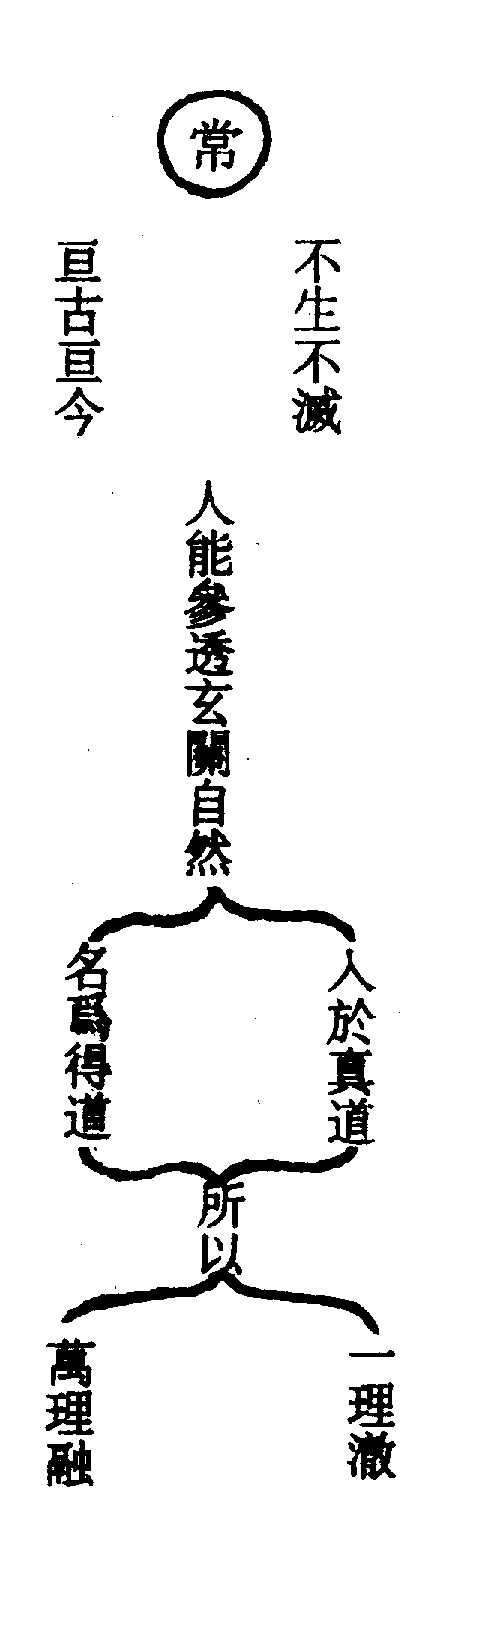 常
不生不滅
亘古亘今
人能參透玄關自然
入於真道
名爲得道
所以
一理澈
萬理融